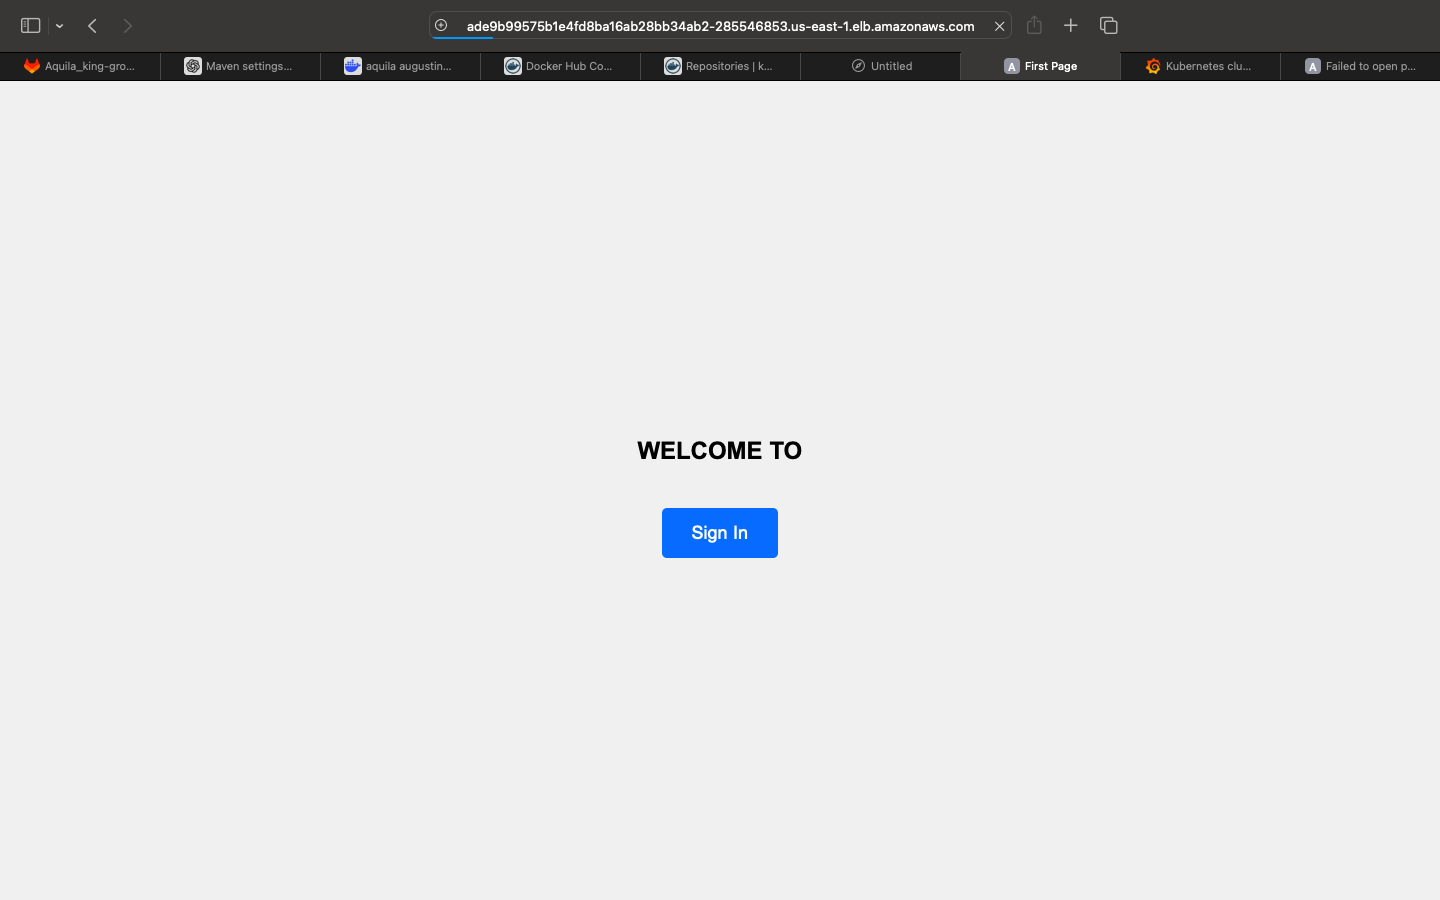 ade9b99575b1e4fd8ba16ab28bb34ab2-285546853.us-east-1.elb.amazonaws.com
Aquila_king-gro...
Maven settings...
aquila augustin...
Docker Hub Co...
Repositories | k...
Untitled
A First Page
Kubernetes clu...
A Failed to open p...
WELCOME TO
Sign In